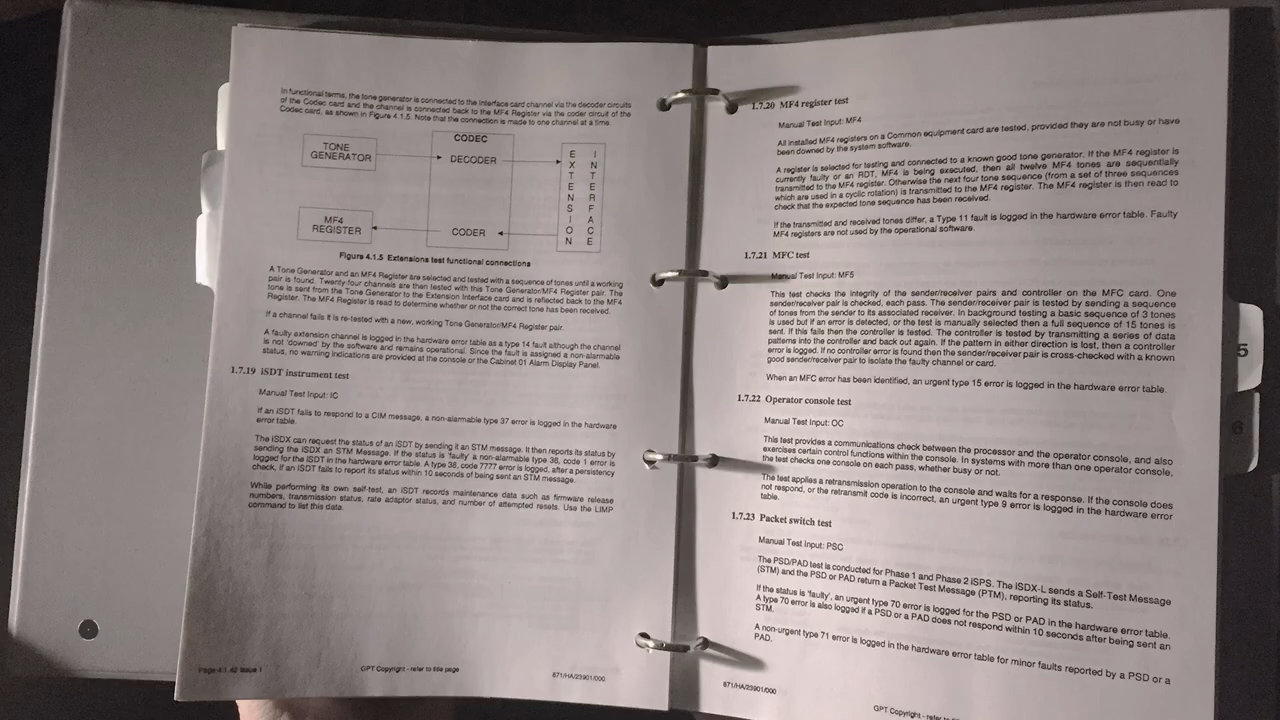 In functional terms, the tone generator is connected to the Interface card channel via the decoder circuits
of the Codec card and the channel is connected back to the MF4 Register via the coder circuit of the
Codec card, as shown in Figure 4.1.5. Note that the connection is made to one channel at a time.
CODEC
TONE
GENERATOR
DECODER
EXTENSION
INTERFACE
MF4
REGISTER
CODER
Figure 4.1.5 Extensions test functional connections
A Tone Generator and an MF4 Register are selected and tested with a sequence of tones until a working
pair is found. Twenty-four channels are then tested with this Tone Generator/MF4 Register pair. The
tone is sent from the Tone Generator to the Extension Interface card and is reflected back to the MF4
Register. The MF4 Register is read to determine whether or not the correct tone has been received.
If a channel fails it is re-tested with a new, working Tone Generator/MF4 Register pair.
A faulty extension channel is logged in the hardware error table as a type 14 fault although the channel
is not 'downed' by the software and remains operational. Since the fault is assigned a non-alarmable
status, no warning indications are provided at the console or the Cabinet 01 Alarm Display Panel.
1.7.19 iSDT instrument test
Manual Test Input: IC
If an iSDT fails to respond to a CIM message, a non-alarmable type 37 error is logged in the hardware
error table.
The iSDX can request the status of an iSDT by sending it an STM message. It then reports its status by
sending the iSDX an STM Message. If the status is 'faulty' a non-alarmable type 38, code 1 error is
logged for the iSDT in the hardware error table. A type 38, code 7777 error is logged, after a persistency
check, if an iSDT fails to report its status within 10 seconds of being sent an STM message.
While performing its own self-test, an iSDT records maintenance data such as firmware release
numbers, transmission status, rate adaptor status, and number of attempted resets. Use the LIMP
command to list this data.
Page 4.1 42 Issue 1
GPT Copyright - refer to title page
871/HA/23901/000
1.7.20 MF4 register test
Manual Test Input: MF4
All installed MF4 registers on a Common equipment card are tested, provided they are not busy or have
been downed by the system software.
A register is selected for testing and connected to a known good tone generator. If the MF4 register is
currently faulty or an RDT, MF4 is being executed, then all twelve MF4 tones are sequentially
transmitted to the MF4 register. Otherwise the next four tone sequence (from a set of three sequences
which are used in a cyclic rotation) is transmitted to the MF4 register. The MF4 register is then read to
check that the expected tone sequence has been received.
If the transmitted and received tones differ, a Type 11 fault is logged in the hardware error table. Faulty
MF4 registers are not used by the operational software.
1.7.21 MFC test
Manual Test Input: MF5
This test checks the integrity of the sender/receiver pairs and controller on the MFC card. One
sender/receiver pair is checked, each pass. The sender/receiver pair is tested by sending a sequence
of tones from the sender to its associated receiver. In background testing a basic sequence of 3 tones
is used but if an error is detected, or the test is manually selected then a full sequence of 15 tones is
sent. If this fails then the controller is tested. The controller is tested by transmitting a series of data
patterns into the controller and back out again. If the pattern in either direction is lost, then a controller
error is logged. If no controller error is found then the sender/receiver pair is cross-checked with a known
good sender/receiver pair to isolate the faulty channel or card.
When an MFC error has been identified, an urgent type 15 error is logged in the hardware error table.
1.7.22 Operator console test
Manual Test Input: OC
This test provides a communications check between the processor and the operator console, and also
exercises certain control functions within the console. In systems with more than one operator console,
the test checks one console on each pass, whether busy or not.
The test applies a retransmission operation to the console and waits for a response. If the console does
not respond, or the retransmit code is incorrect, an urgent type 9 error is logged in the hardware error
table.
1.7.23 Packet switch test
Manual Test Input: PSC
The PSD/PAD test is conducted for Phase 1 and Phase 2 iSPS. The iSDX-L sends a Self-Test Message
(STM) and the PSD or PAD return a Packet Test Message (PTM), reporting its status.
If the status is 'faulty', an urgent type 70 error is logged for the PSD or PAD in the hardware error table.
A type 70 error is also logged if a PSD or a PAD does not respond within 10 seconds after being sent an
STM.
A non-urgent type 71 error is logged in the hardware error table for minor faults reported by a PSD or a
PAD.
871/HA/23901/000
GPT Copyright - refer to
5
6